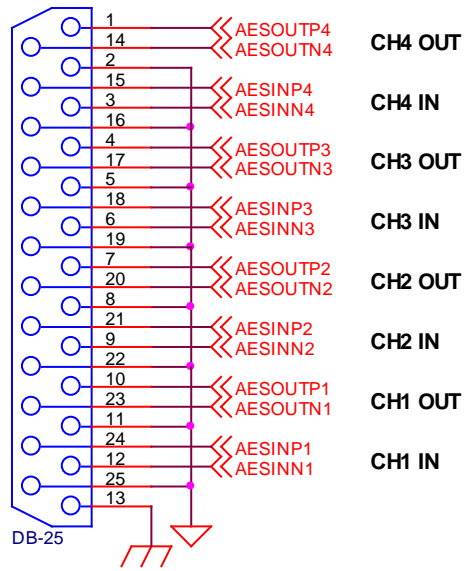 1 AESOUTP4
14 AESOUTN4 CH4 OUT
2
15 AESINP4
3 AESINN4 CH4 IN
16
4 AESOUTP3
17 AESOUTN3 CH3 OUT
5
18 AESINP3
6 AESINN3 CH3 IN
19
7 AESOUTP2
20 AESOUTN2 CH2 OUT
8
21 AESINP2
9 AESINN2 CH2 IN
22
10 AESOUTP1
23 AESOUTN1 CH1 OUT
11
24 AESINP1
12 AESINN1 CH1 IN
25
13
DB-25